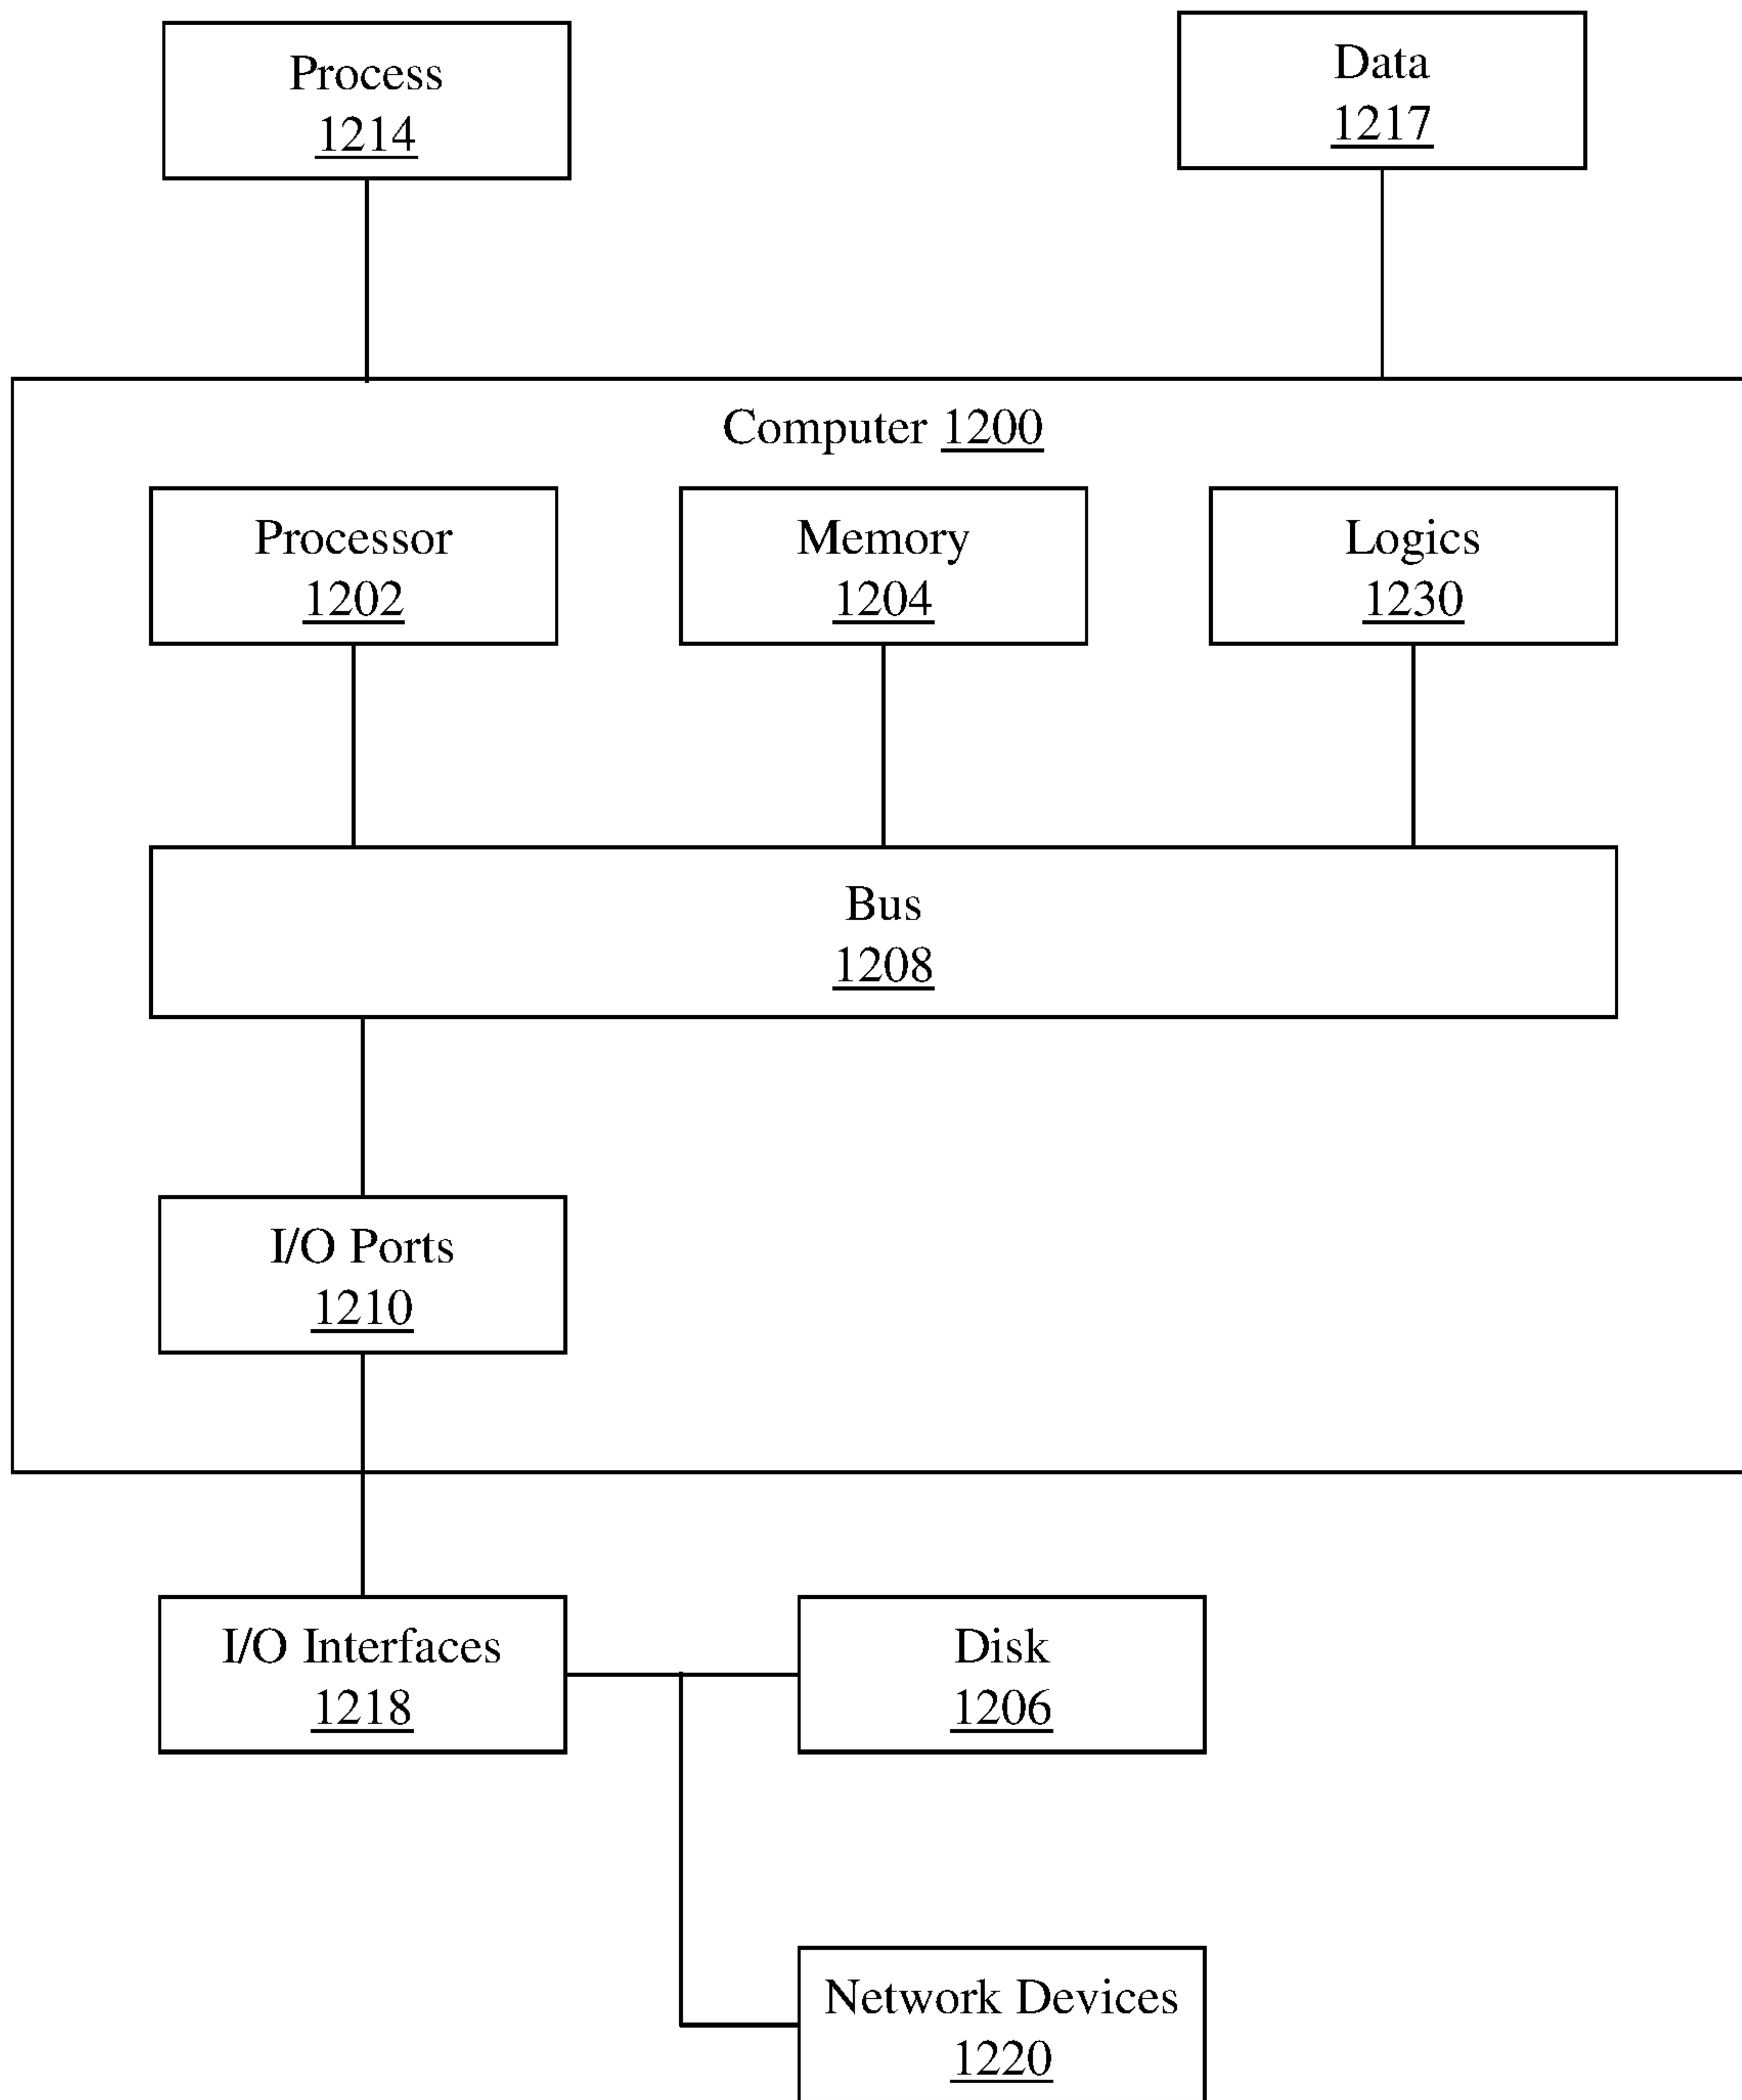 Process
1214
Data
1217
Computer 1200
Processor
1202
Memory
1204
Logics
1230
Bus
1208
I/O Ports
1210
I/O Interfaces
1218
Disk
1206
Network Devices
1220